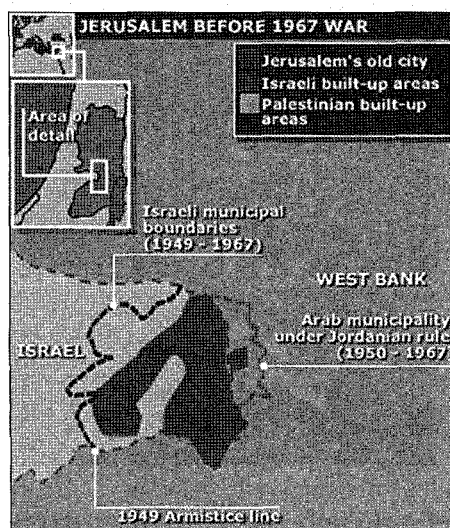 JERUSALEM BEFORE 1967 WAR
Jerusalem's old city
Israeli built-up areas
Palestinian built-up
areas
Area of
detail
Israeli municipal
boundaries
(1949 - 1967)
WEST BANK
Arab municipality
under Jordanian rule
(1950 - 1967)
ISRAEL
1949 Armistice line